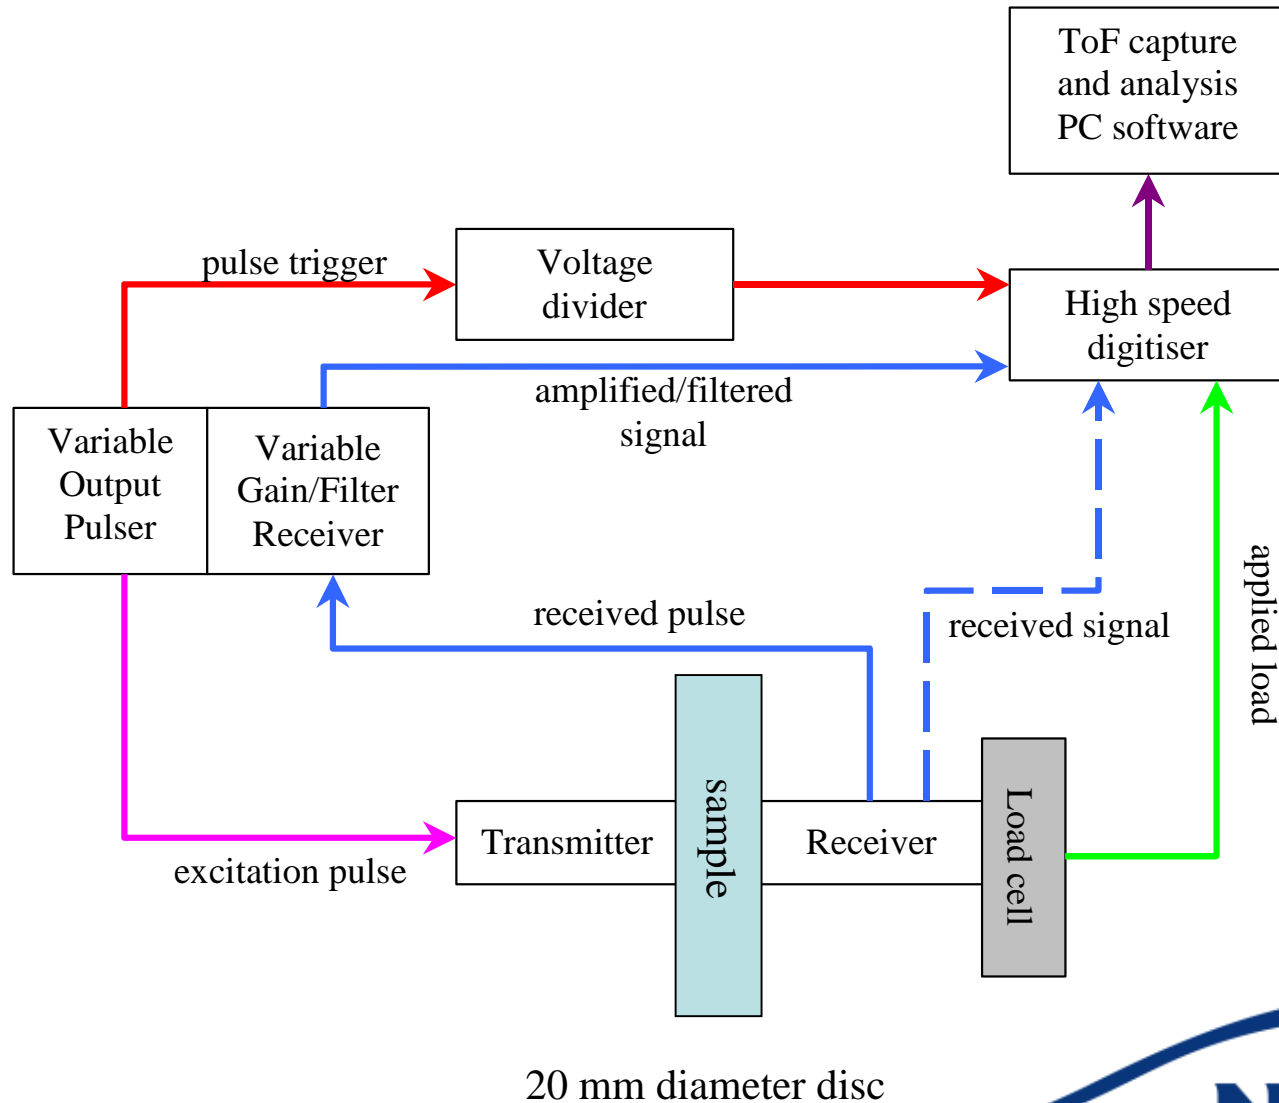 ToF capture
and analysis
PC software
pulse trigger
Voltage
divider
High speed
digitiser
amplified/filtered
signal
Variable
Output
Pulser
Variable
Gain/Filter
Receiver
received pulse
received signal
applied load
Transmitter
sample
Receiver
Load cell
excitation pulse
20 mm diameter disc